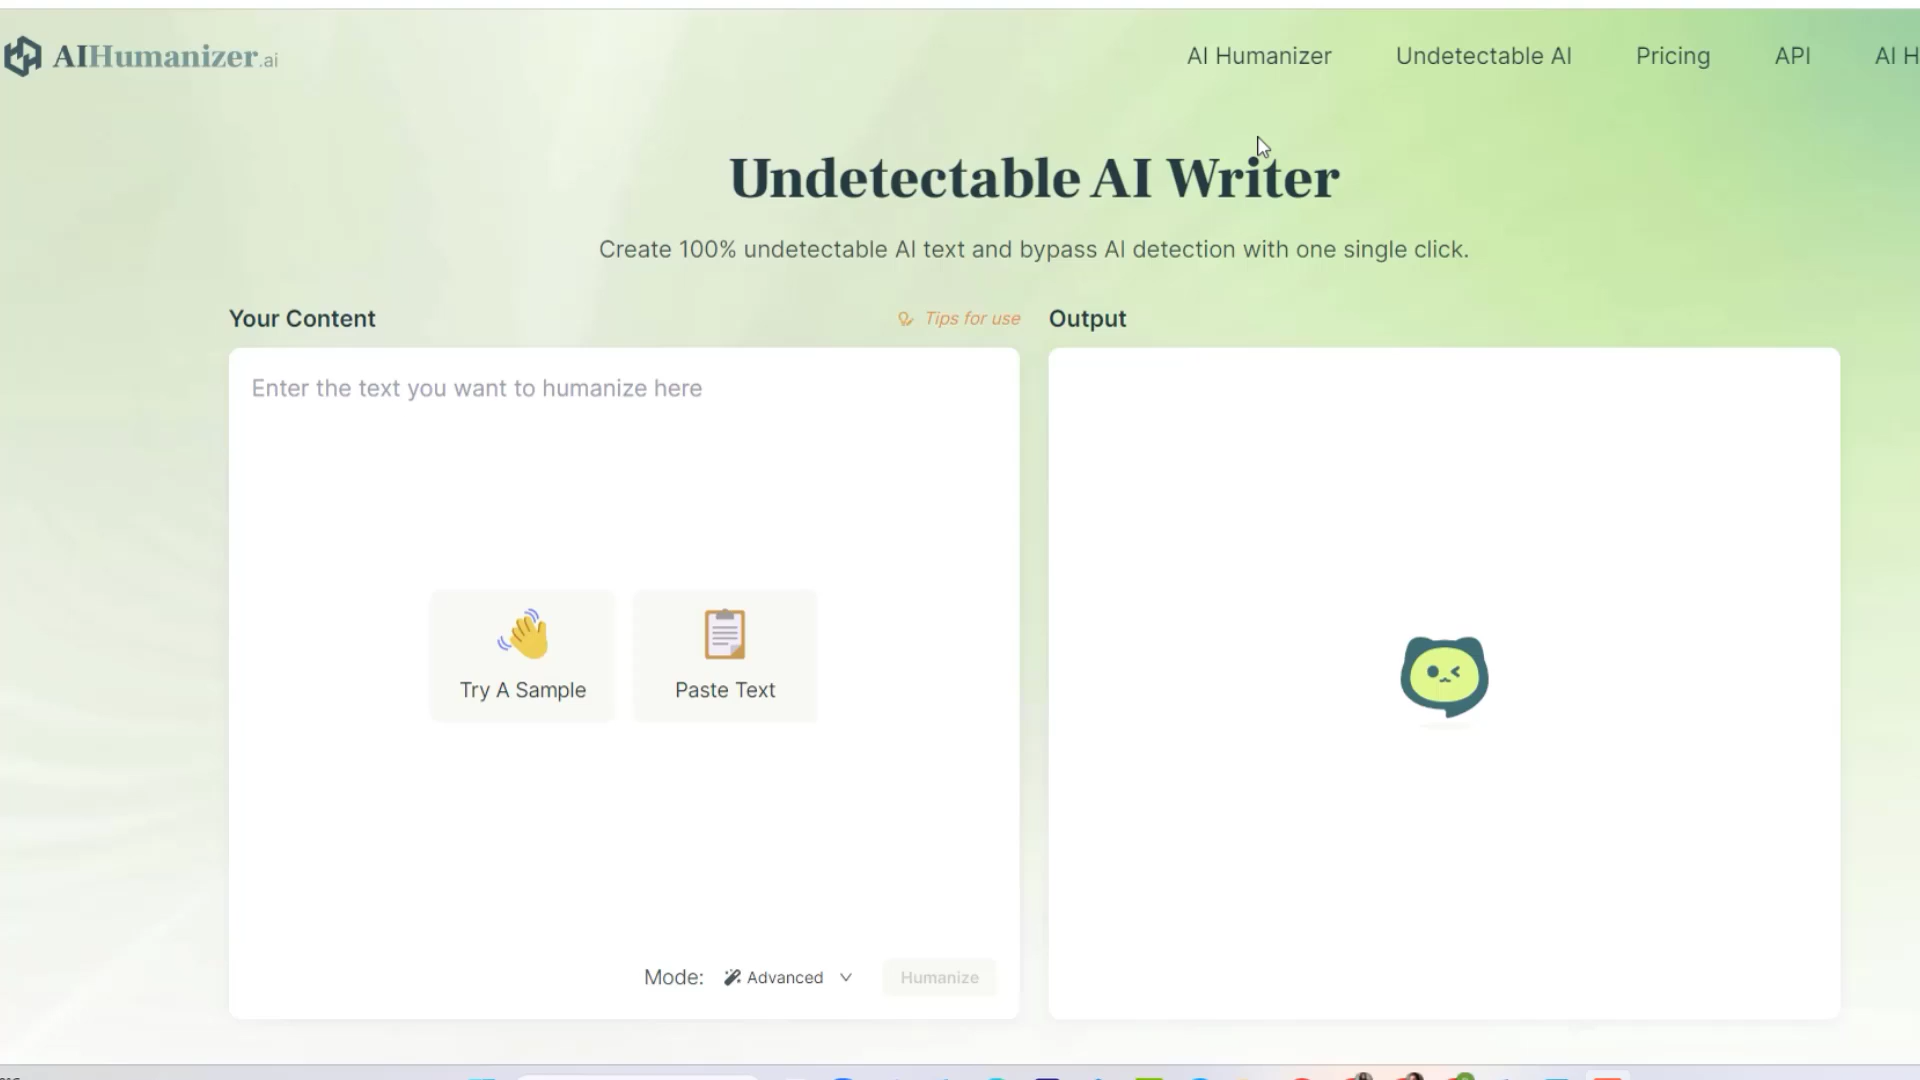 AIHumanizer.ai
AI Humanizer
Undetectable AI
Pricing
API
AI H
Undetectable AI Writer
Create 100% undetectable AI text and bypass AI detection with one single click.
Your Content
Tips for use
Output
Enter the text you want to humanize here
Try A Sample
Paste Text
Mode: Advanced
Humanize